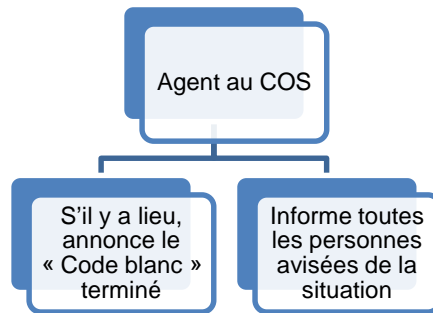 Agent au COS
S'il y a lieu,
annonce le
« Code blanc »
terminé
Informe toutes
les personnes
avisées de la
situation